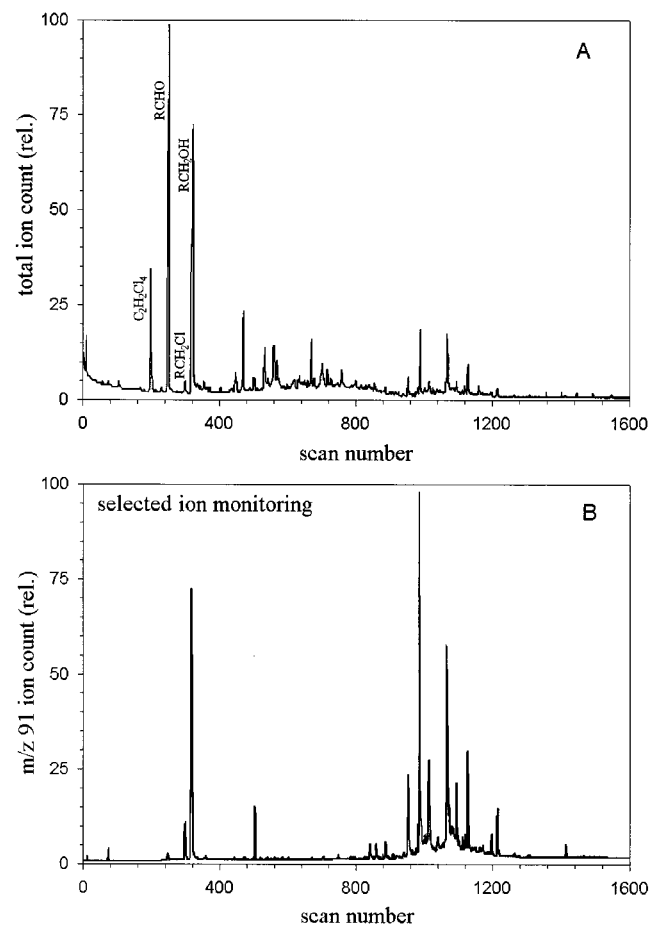 A
100
75
50
25
0
total ion count (rel.)
C₂H₂Cl₄
RCHO
RCH₂Cl
RCH₂OH
0 400 800 1200 1600
scan number
selected ion monitoring
B
100
75
50
25
0
m/z 91 ion count (rel.)
0 400 800 1200 1600
scan number